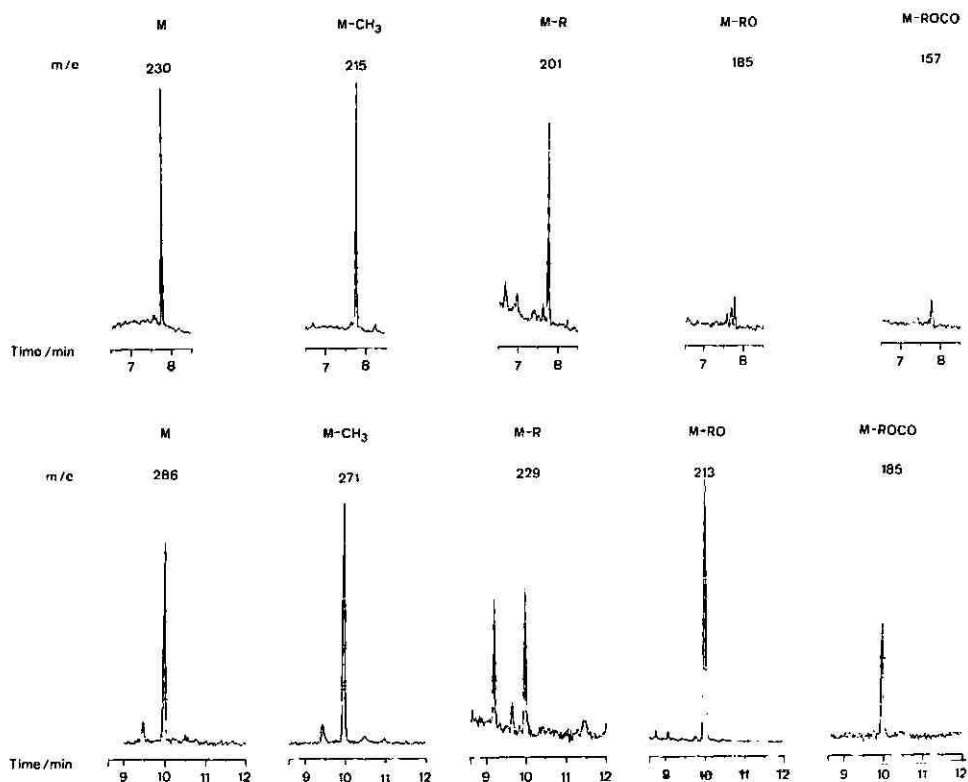 M M-CH₃ M-R M-RO M-ROCO
m/e 230 215 201 185 157
Time/min 7 8 7 8 7 8 7 8 7 8
M M-CH₃ M-R M-RO M-ROCO
m/e 286 271 229 213 185
Time/min 9 10 11 12 9 10 11 12 9 10 11 12 9 10 11 12 9 10 11 12